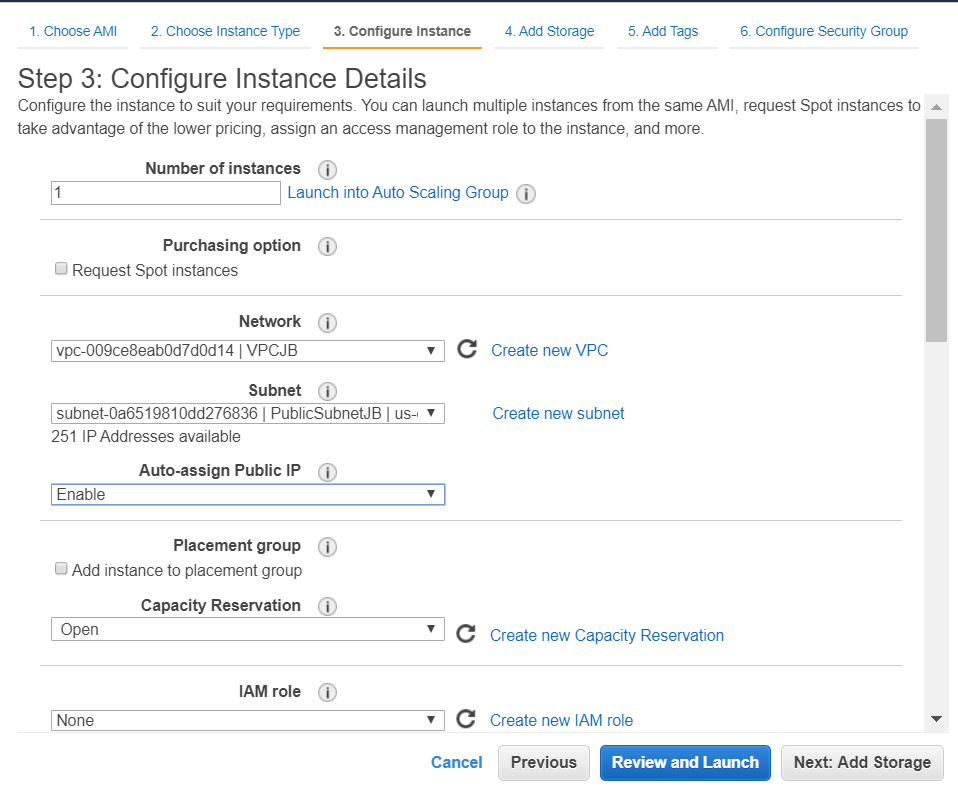 1. Choose AMI 2. Choose Instance Type 3. Configure Instance 4. Add Storage 5. Add Tags 6. Configure Security Group
Step 3: Configure Instance Details
Configure the instance to suit your requirements. You can launch multiple instances from the same AMI, request Spot instances to
take advantage of the lower pricing, assign an access management role to the instance, and more.
Number of instances
1 Launch into Auto Scaling Group
Purchasing option
Request Spot instances
Network
vpc-009ce8eab0d7d0d14 | VPCJB Create new VPC
Subnet
subnet-0a6519810dd276836 | PublicSubnetJB | us- Create new subnet
251 IP Addresses available
Auto-assign Public IP
Enable
Placement group
Add instance to placement group
Capacity Reservation
Open Create new Capacity Reservation
IAM role
None Create new IAM role
Cancel Previous Review and Launch Next: Add Storage